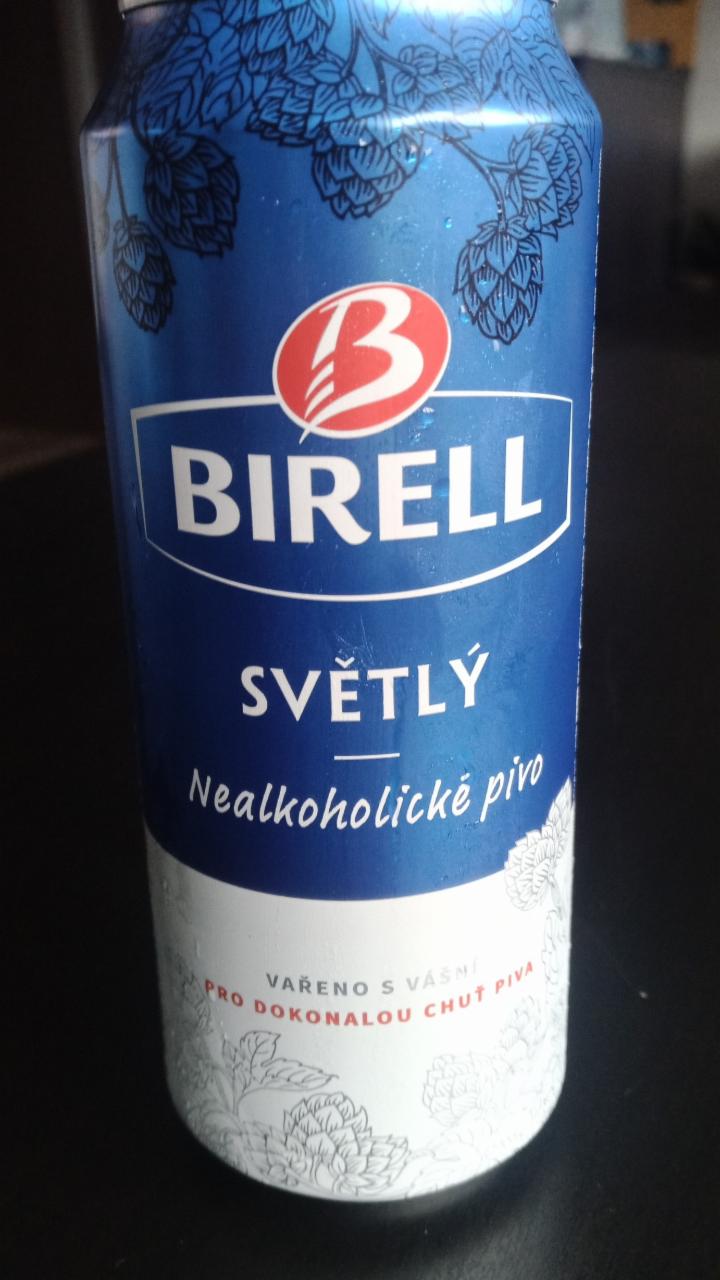 B
BIRELL
SVĚTLÝ
Nealkoholické pivo
VAŘENO S VÁŠNÍ
PRO DOKONALOU CHUŤ PIVA